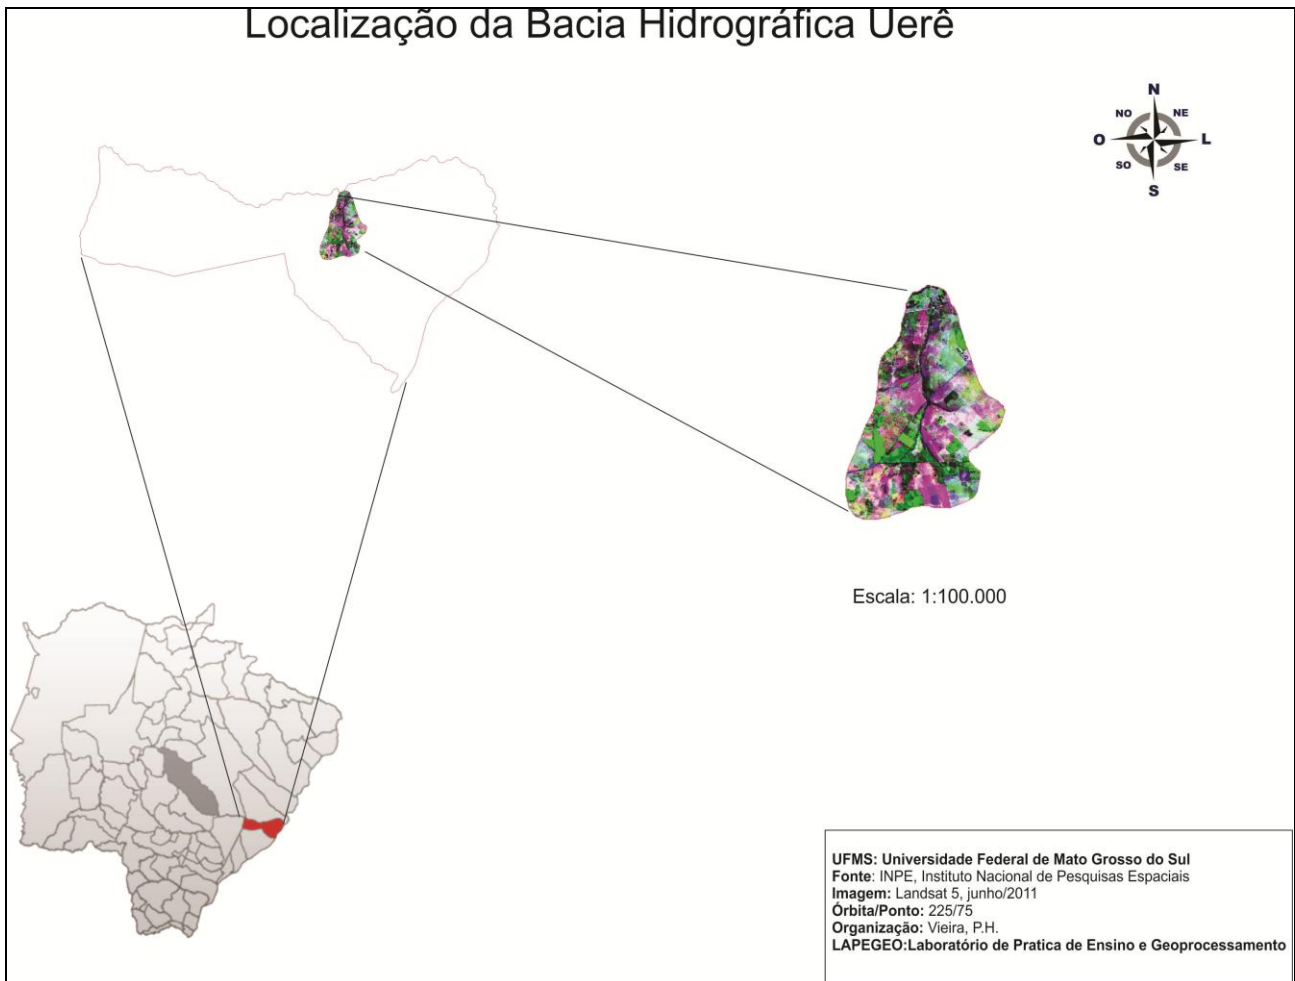 Localização da Bacia Hidrográfica Uerê
N
NO NE
O L
SO SE
S
Escala: 1:100.000
UFMS: Universidade Federal de Mato Grosso do Sul
Fonte: INPE, Instituto Nacional de Pesquisas Espaciais
Imagem: Landsat 5, junho/2011
Órbita/Ponto: 225/75
Organização: Vieira, P.H.
LAPEGEO:Laboratório de Pratica de Ensino e Geoprocessamento